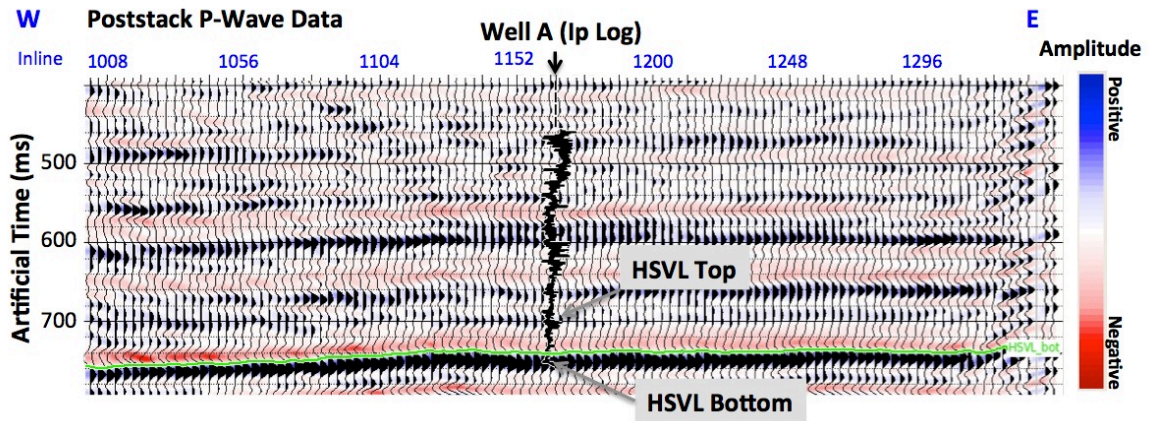 W Poststack P-Wave Data E
Well A (Ip Log)
Inline 1008 1056 1104 1152 1200 1248 1296 Amplitude
Positive
500
600
Artificial Time (ms)
HSVL Top
700
Negative
HSVL_bot
HSVL Bottom